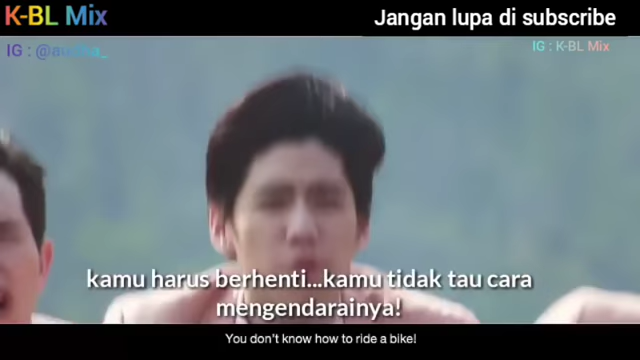 K-BL Mix
Jangan lupa di subscribe
IG : K-BL Mix
kamu harus berhenti...kamu tidak tau cara
mengendarainya!
You don't know how to ride a bike!